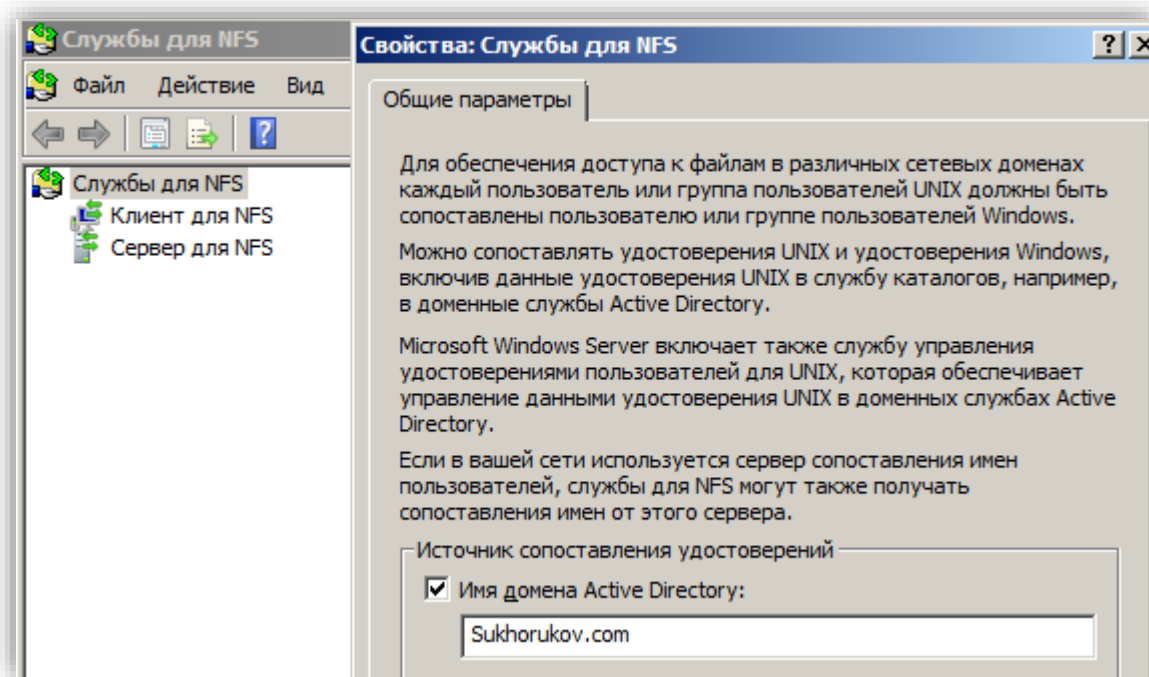 Службы для NFS
Файл Действие Вид
Службы для NFS
Клиент для NFS
Сервер для NFS
Свойства: Службы для NFS
Общие параметры
Для обеспечения доступа к файлам в различных сетевых доменах
каждый пользователь или группа пользователей UNIX должны быть
сопоставлены пользователю или группе пользователей Windows.
Можно сопоставлять удостоверения UNIX и удостоверения Windows,
включив данные удостоверения UNIX в службу каталогов, например,
в доменные службы Active Directory.
Microsoft Windows Server включает также службу управления
удостоверениями пользователей для UNIX, которая обеспечивает
управление данными удостоверения UNIX в доменных службах Active
Directory.
Если в вашей сети используется сервер сопоставления имен
пользователей, службы для NFS могут также получать
сопоставления имен от этого сервера.
Источник сопоставления удостоверений
Имя домена Active Directory:
Sukhorukov.com